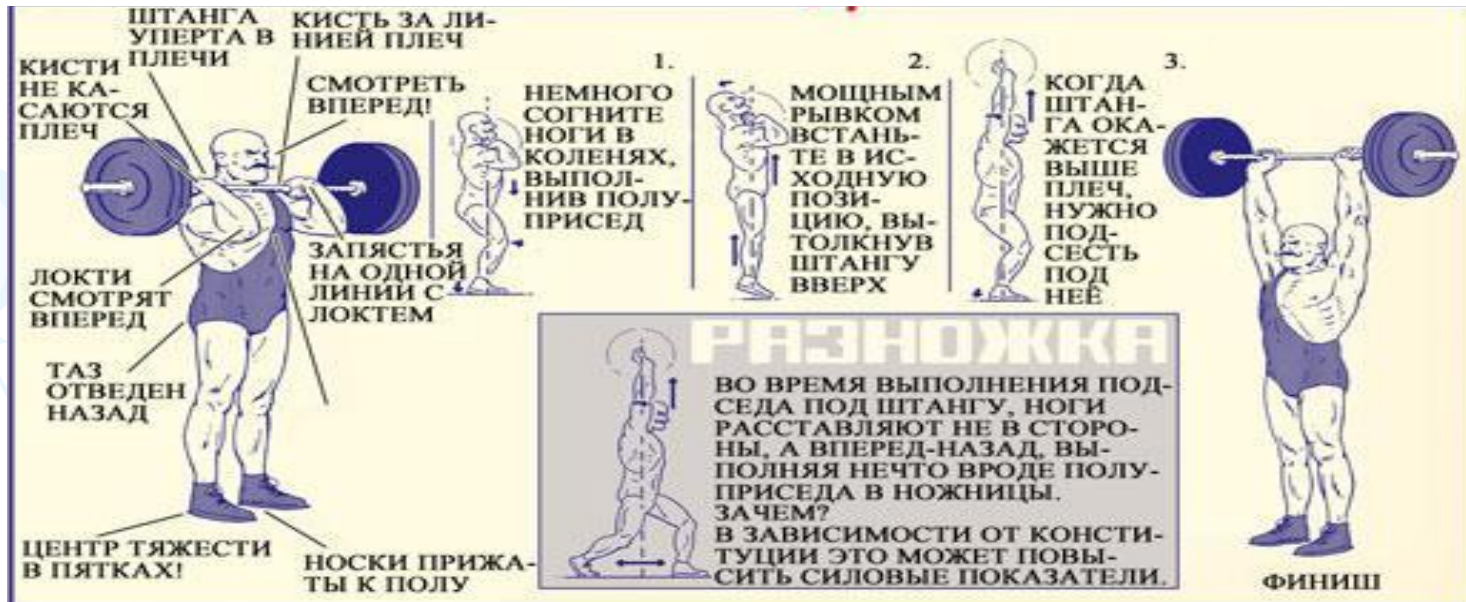 ШТАНГА
УПЕРТА В
ПЛЕЧИ
КИСТЬ ЗА ЛИ-
НИЕЙ ПЛЕЧ
КИСТИ
НЕ КА-
САЮТСЯ
ПЛЕЧ
СМОТРЕТЬ
ВПЕРЕД!
ЛОКТИ
СМОТРЯТ
ВПЕРЕД
ЗАПЯСТЬЯ
НА ОДНОЙ
ЛИНИИ С
ЛОКТЕМ
ТАЗ
ОТВЕДЕН
НАЗАД
ЦЕНТР ТЯЖЕСТИ
В ПЯТКАХ!
НОСКИ ПРИЖА-
ТЫ К ПОЛУ
1.
НЕМНОГО
СОГНИТЕ
НОГИ В
КОЛЕНЯХ,
ВЫПОЛ-
НИВ ПОЛУ-
ПРИСЕД
2.
МОЩНЫМ
РЫВКОМ
ВСТАНЬ-
ТЕ В ИС-
ХОДНУЮ
ПОЗИ-
ЦИЮ, ВЫ-
ТОЛКНУВ
ШТАНГУ
ВВЕРХ
3.
КОГДА
ШТАН-
ГА ОКА-
ЖЕТСЯ
ВЫШЕ
ПЛЕЧ,
НУЖНО
ПОД-
СЕСТЬ
ПОД
НЕЁ
РАЗНОЖКА
ВО ВРЕМЯ ВЫПОЛНЕНИЯ ПОД-
СЕДА ПОД ШТАНГУ, НОГИ
РАССТАВЛЯЮТ НЕ В СТОРО-
НЫ, А ВПЕРЕД-НАЗАД, ВЫ-
ПОЛНЯЯ НЕЧТО ВРОДЕ ПОЛУ-
ПРИСЕДА В НОЖНИЦЫ.
ЗАЧЕМ?
В ЗАВИСИМОСТИ ОТ КОНСТИ-
ТУЦИИ ЭТО МОЖЕТ ПОВЫ-
СИТЬ СИЛОВЫЕ ПОКАЗАТЕЛИ.
ФИНИШ